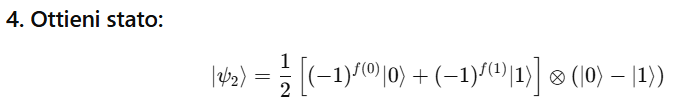 4. Ottieni stato:
|ψ₂⟩ = 1/2 [(−1)^{f(0)}|0⟩ + (−1)^{f(1)}|1⟩] ⊗ (|0⟩ − |1⟩)